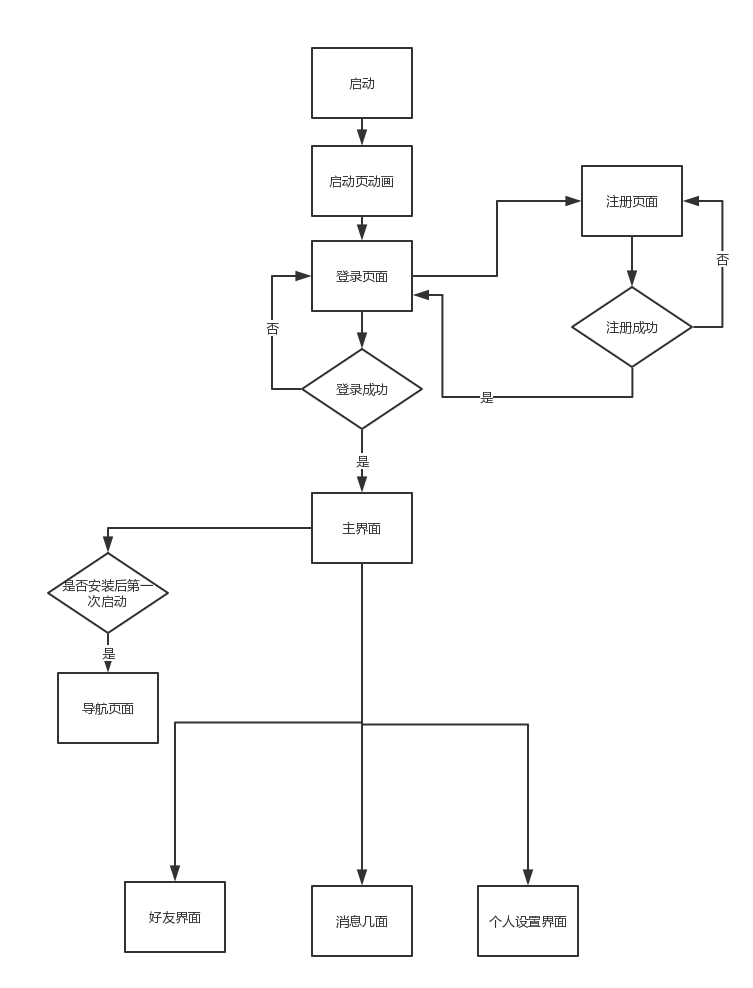 启动
启动页动画
注册页面
登录页面
否
否
注册成功
登录成功
是
是
主界面
是否安装后第一
次启动
是
导航页面
好友界面
消息几面
个人设置界面